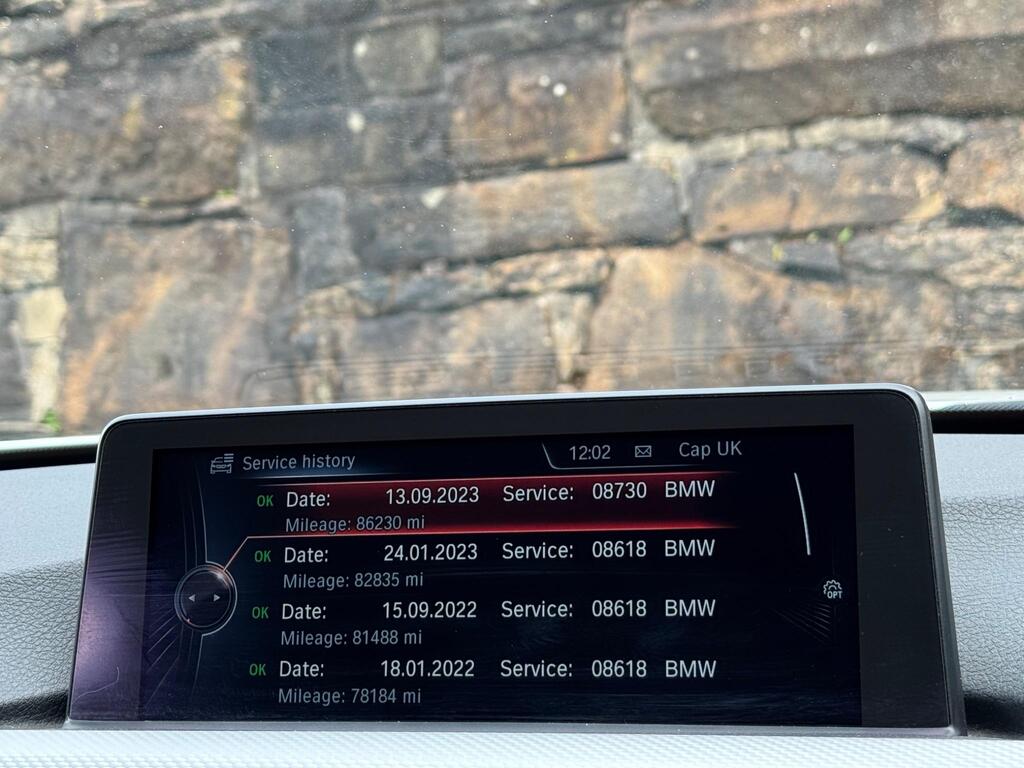 Service history 12:02 Cap UK
OK Date: 13.09.2023 Service: 08730 BMW
Mileage: 86230 mi
OK Date: 24.01.2023 Service: 08618 BMW
Mileage: 82835 mi
OK Date: 15.09.2022 Service: 08618 BMW
Mileage: 81488 mi
OPT
OK Date: 18.01.2022 Service: 08618 BMW
Mileage: 78184 mi